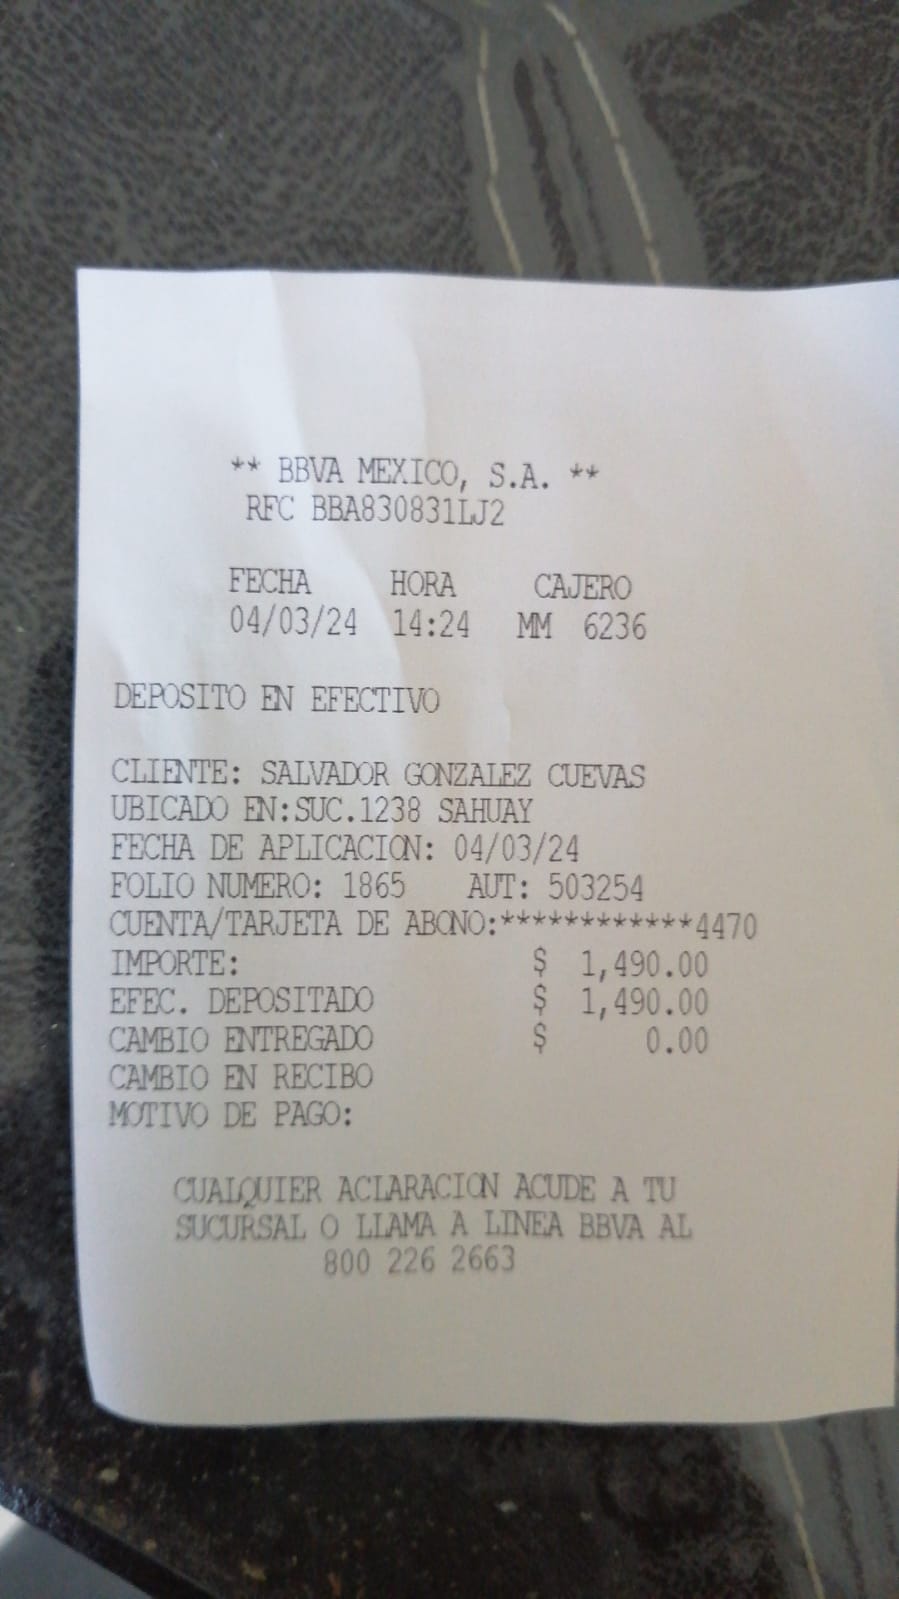 ** BBVA MEXICO, S.A. **
RFC BBA830831LJ2
FECHA HORA CAJERO
04/03/24 14:24 MM 6236
DEPOSITO EN EFECTIVO
CLIENTE: SALVADOR GONZALEZ CUEVAS
UBICADO EN:SUC.1238 SAHUAY
FECHA DE APLICACION: 04/03/24
FOLIO NUMERO: 1865 AUT: 503254
CUENTA/TARJETA DE ABONO:************4470
IMPORTE: $ 1,490.00
EFEC. DEPOSITADO $ 1,490.00
CAMBIO ENTREGADO $ 0.00
CAMBIO EN RECIBO
MOTIVO DE PAGO:
CUALQUIER ACLARACION ACUDE A TU
SUCURSAL O LLAMA A LINEA BBVA AL
800 226 2663